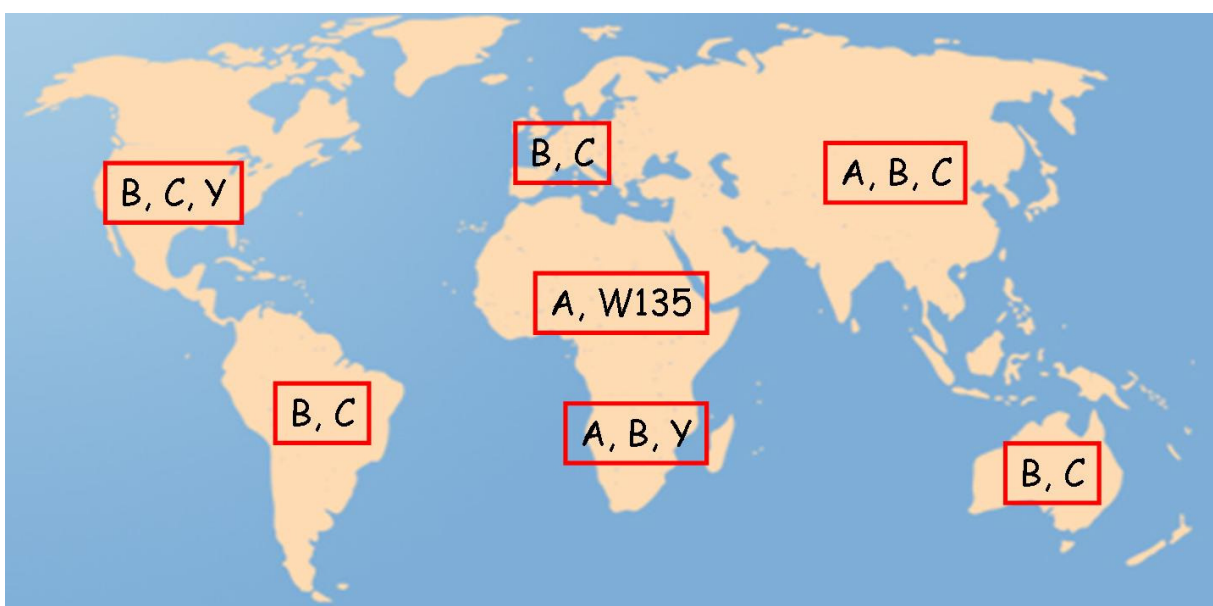 B, C
A, B, C
B, C, Y
A, W135
B, C
A, B, Y
B, C